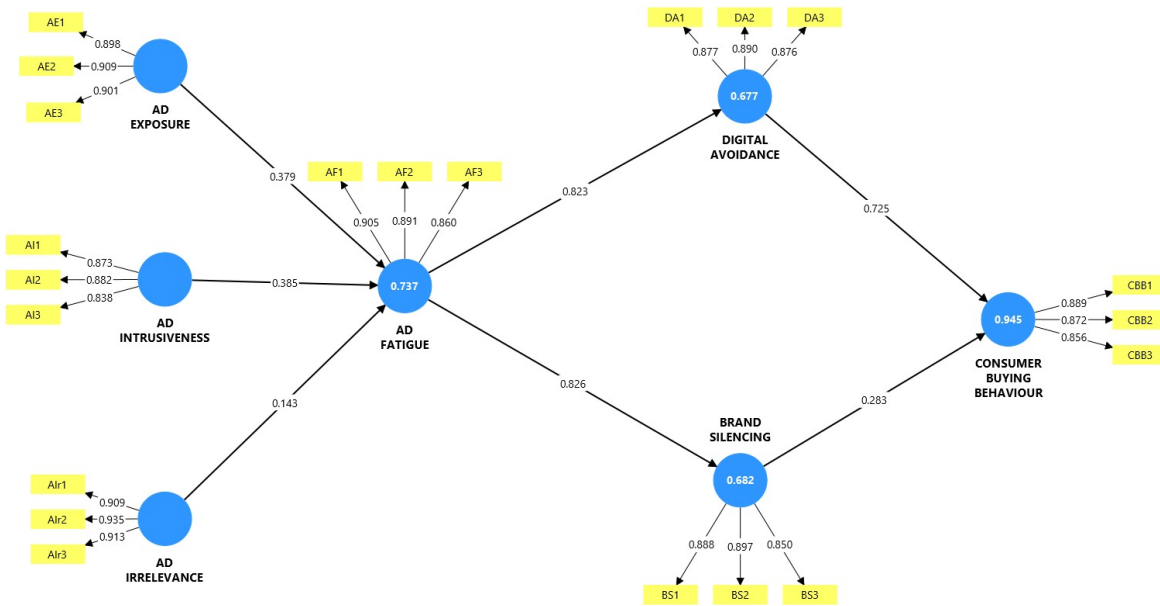 AE1
0.898
AE2
0.909
AE3
0.901
AD
EXPOSURE
0.379
AI1
0.873
AI2
0.882
AI3
0.838
AD
INTRUSIVENESS
0.385
AIr1
0.909
AIr2
0.935
AIr3
0.913
AD
IRRELEVANCE
0.143
AF1
AF2
AF3
0.905
0.891
0.860
0.737
AD
FATIGUE
0.823
0.826
DA1
DA2
DA3
0.877
0.890
0.876
0.677
DIGITAL
AVOIDANCE
0.725
BRAND
SILENCING
0.682
0.283
0.888
0.897
0.850
BS1
BS2
BS3
0.945
CONSUMER
BUYING
BEHAVIOUR
0.889
CBB1
0.872
CBB2
0.856
CBB3